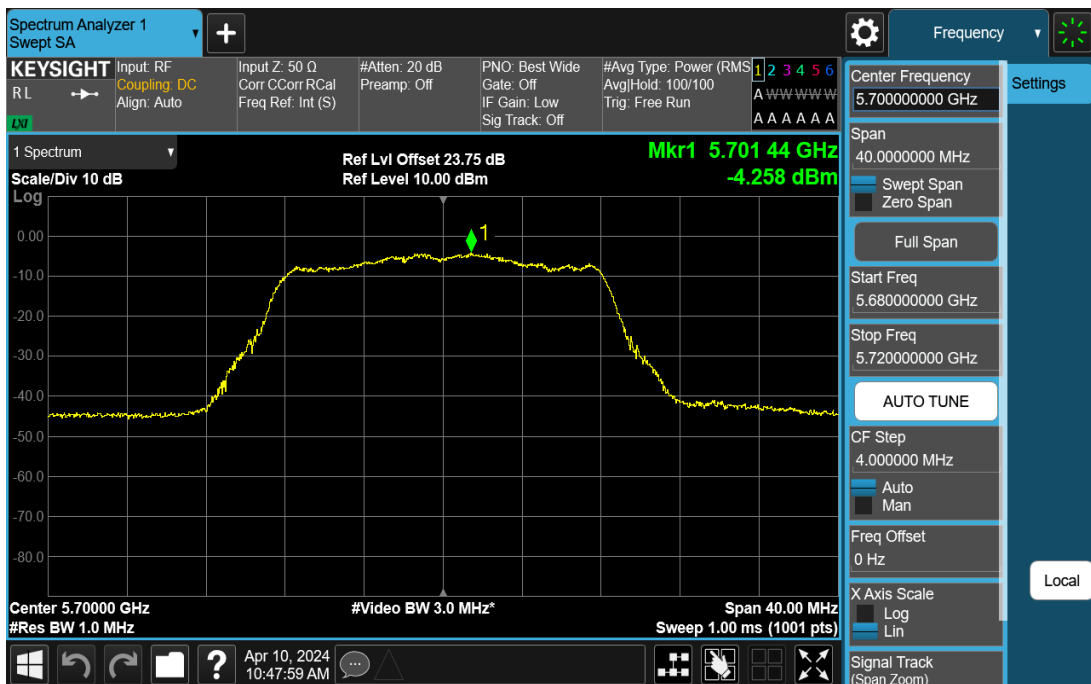 Spectrum Analyzer 1
Swept SA
+
Frequency
KEYSIGHT
RL
LXI
Input: RF
Coupling: DC
Align: Auto
Input Z: 50 Ω
Corr CCorr RCal
Freq Ref: Int (S)
#Atten: 20 dB
Preamp: Off
PNO: Best Wide
Gate: Off
IF Gain: Low
Sig Track: Off
#Avg Type: Power (RMS
Avg|Hold: 100/100
Trig: Free Run
1 2 3 4 5 6
A W W W W W
A A A A A A
1 Spectrum
Scale/Div 10 dB
Log
Ref Lvl Offset 23.75 dB
Ref Level 10.00 dBm
Mkr1 5.701 44 GHz
-4.258 dBm
1
0.00
-10.0
-20.0
-30.0
-40.0
-50.0
-60.0
-70.0
-80.0
Center 5.70000 GHz
#Res BW 1.0 MHz
#Video BW 3.0 MHz*
Span 40.00 MHz
Sweep 1.00 ms (1001 pts)
Center Frequency
5.700000000 GHz
Span
40.0000000 MHz
Swept Span
Zero Span
Full Span
Start Freq
5.680000000 GHz
Stop Freq
5.720000000 GHz
AUTO TUNE
CF Step
4.000000 MHz
Auto
Man
Freq Offset
0 Hz
X Axis Scale
Log
Lin
Signal Track
(Span Zoom)
Settings
Local
?
Apr 10, 2024
10:47:59 AM